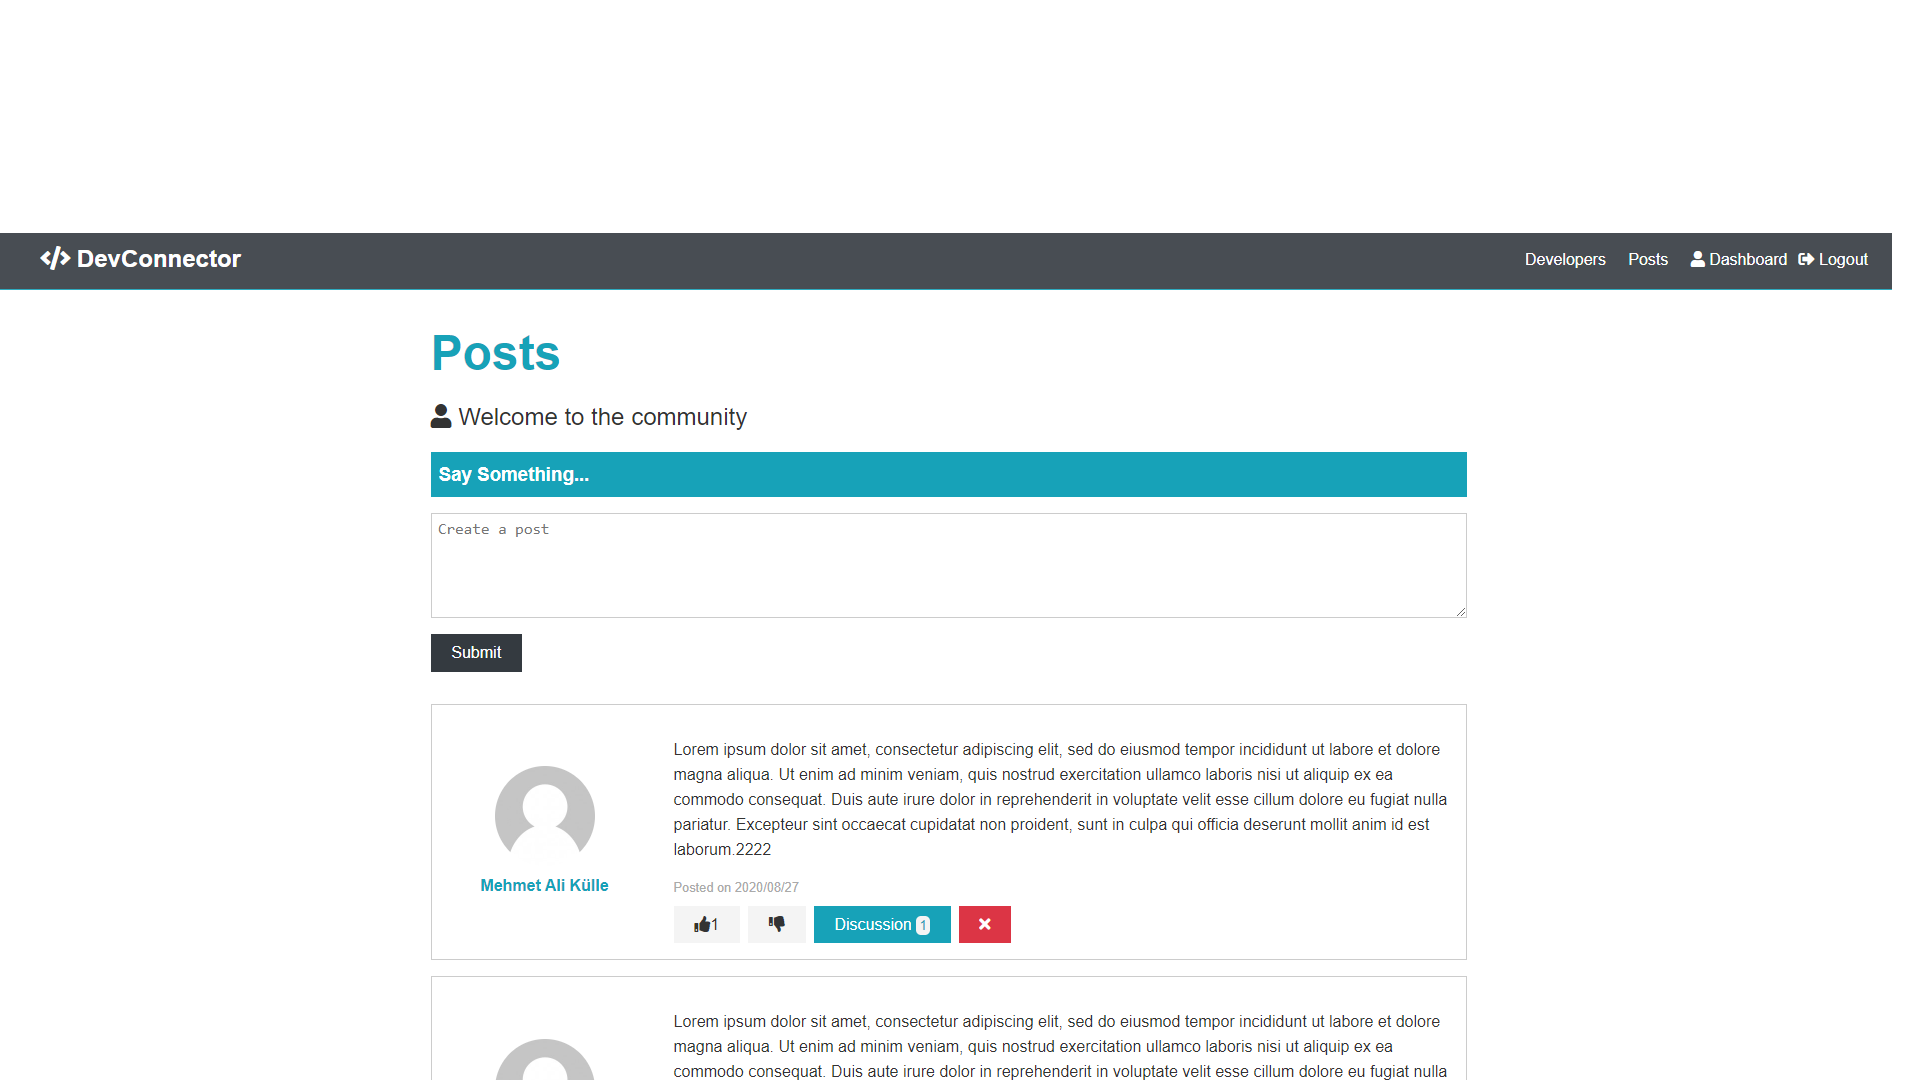 DevConnector
Developers Posts Dashboard Logout
Posts
Welcome to the community
Say Something...
Create a post
Submit
Lorem ipsum dolor sit amet, consectetur adipiscing elit, sed do eiusmod tempor incididunt ut labore et dolore
magna aliqua. Ut enim ad minim veniam, quis nostrud exercitation ullamco laboris nisi ut aliquip ex ea
commodo consequat. Duis aute irure dolor in reprehenderit in voluptate velit esse cillum dolore eu fugiat nulla
pariatur. Excepteur sint occaecat cupidatat non proident, sunt in culpa qui officia deserunt mollit anim id est
laborum.2222
Mehmet Ali Külle
Posted on 2020/08/27
1
Discussion 1
Lorem ipsum dolor sit amet, consectetur adipiscing elit, sed do eiusmod tempor incididunt ut labore et dolore
magna aliqua. Ut enim ad minim veniam, quis nostrud exercitation ullamco laboris nisi ut aliquip ex ea
commodo consequat. Duis aute irure dolor in reprehenderit in voluptate velit esse cillum dolore eu fugiat nulla